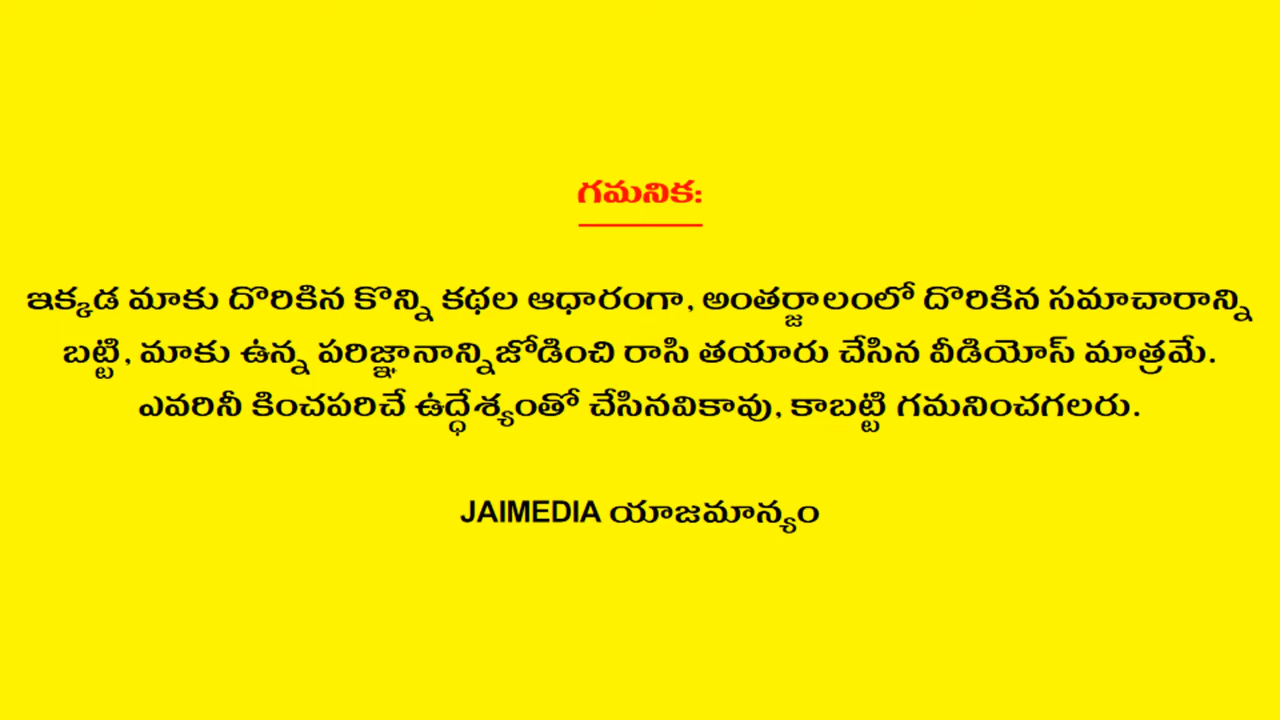 గమనిక:
ఇక్కడ మాకు దొరికిన కొన్ని కథల ఆధారంగా, అంతర్జాలంలో దొరికిన సమాచారాన్ని
బట్టి, మాకు ఉన్న పరిజ్ఞానాన్నిజోడించి రాసి తయారు చేసిన వీడియోస్ మాత్రమే.
ఎవరినీ కించపరిచే ఉద్ధేశ్యంతో చేసినవికావు, కాబట్టి గమనించగలరు.
JAIMEDIA యాజమాన్యం